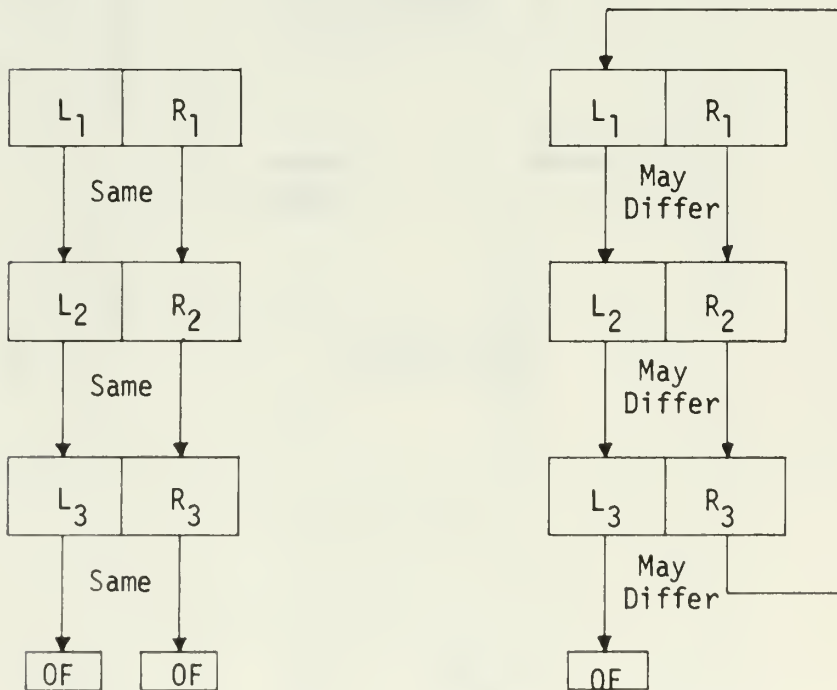 L1 R1
Same
L2 R2
Same
L3 R3
Same
OF OF
L1 R1
May
Differ
L2 R2
May
Differ
L3 R3
May
Differ
OF